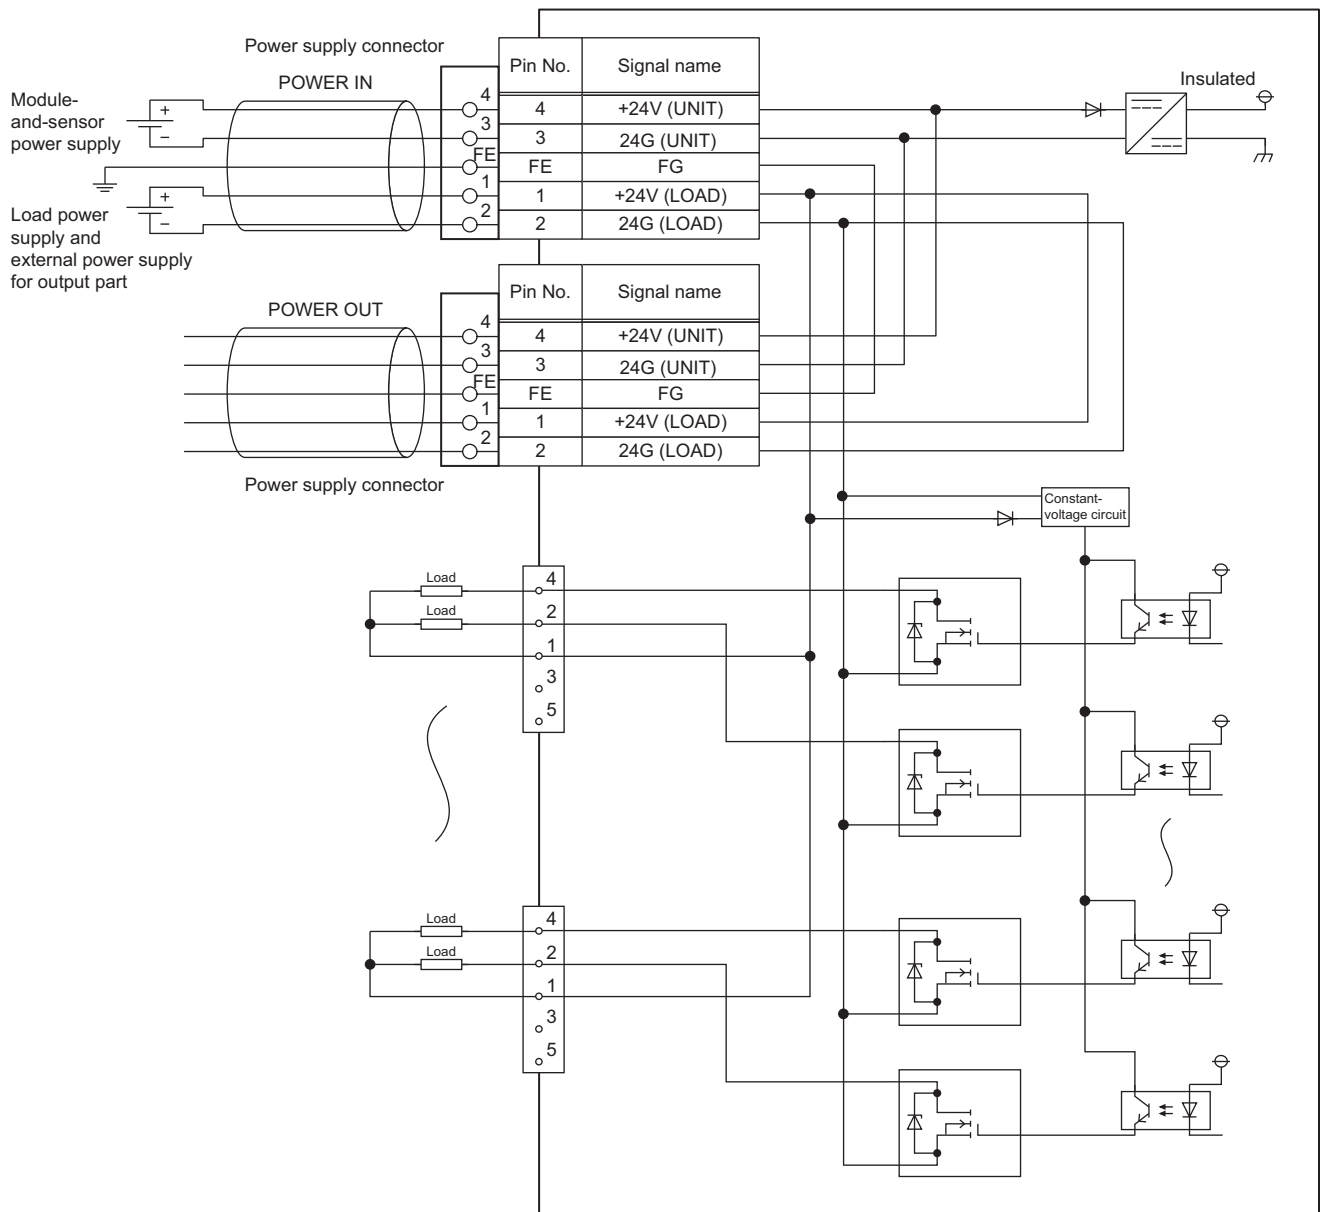 Power supply connector
POWER IN
Module-
and-sensor
power supply
+
−
Load power
supply and
external power supply
for output part
+
−
4
3
FE
1
2
Pin No. Signal name
4 +24V (UNIT)
3 24G (UNIT)
FE FG
1 +24V (LOAD)
2 24G (LOAD)
Insulated
POWER OUT
4
3
FE
1
2
Pin No. Signal name
4 +24V (UNIT)
3 24G (UNIT)
FE FG
1 +24V (LOAD)
2 24G (LOAD)
Power supply connector
Constant-
voltage circuit
Load
Load
4
2
1
3
5
Load
Load
4
2
1
3
5